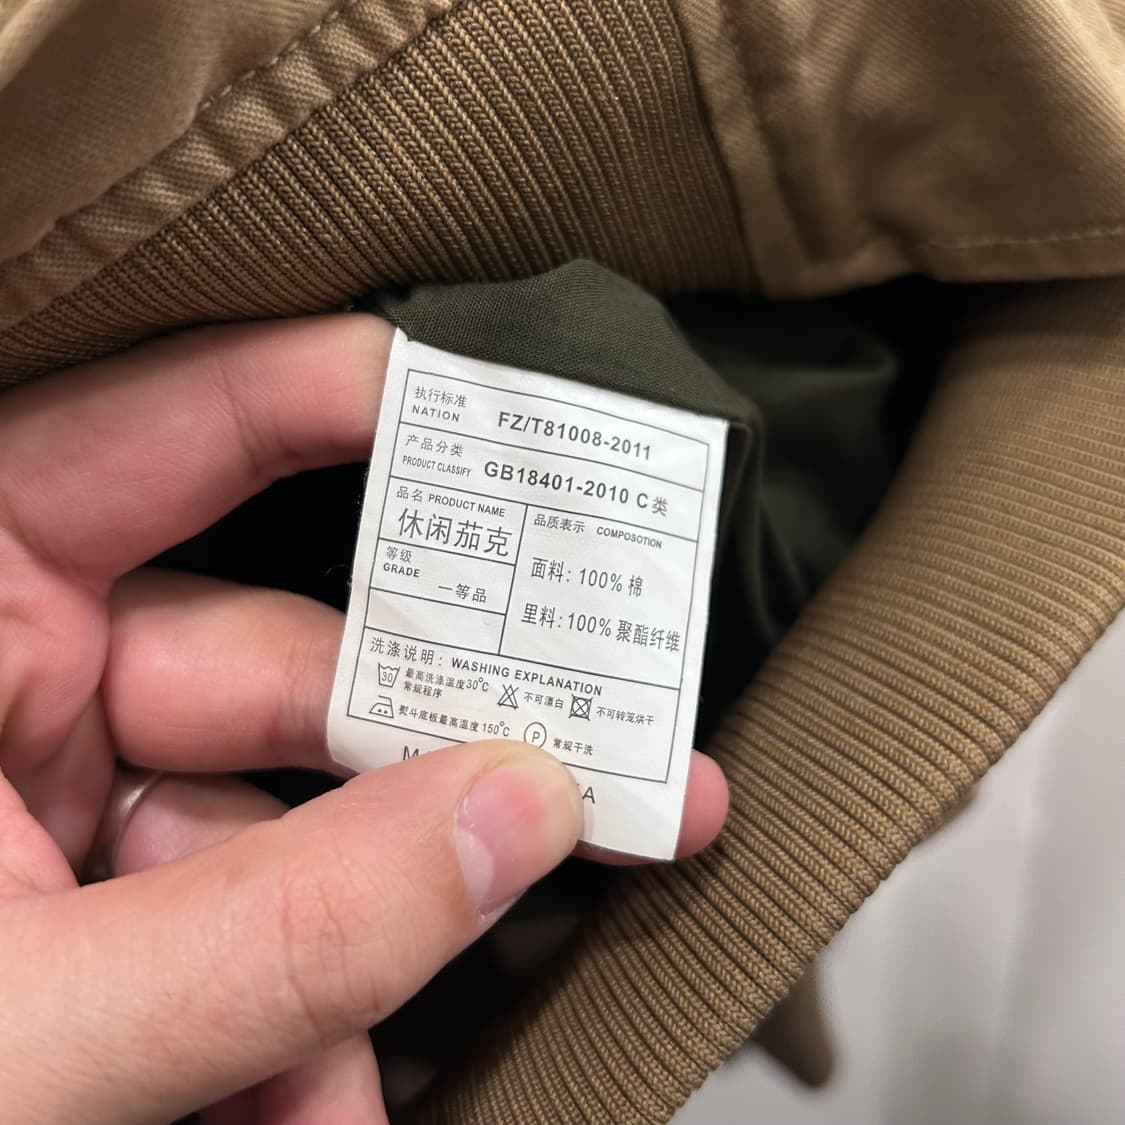 执行标准 FZ/T81008-2011
NATION
产品分类 GB18401-2010 C类
PRODUCT CLASSIFY
品名 PRODUCT NAME
休闲茄克
等级
GRADE
一等品
品质表示 COMPOSOTION
面料: 100% 棉
里料: 100% 聚酯纤维
洗涤说明: WASHING EXPLANATION
30 最高洗涤温度30℃ 常规程序
不可漂白
不可转笼烘干
熨斗底板最高温度150℃
P 常规干洗